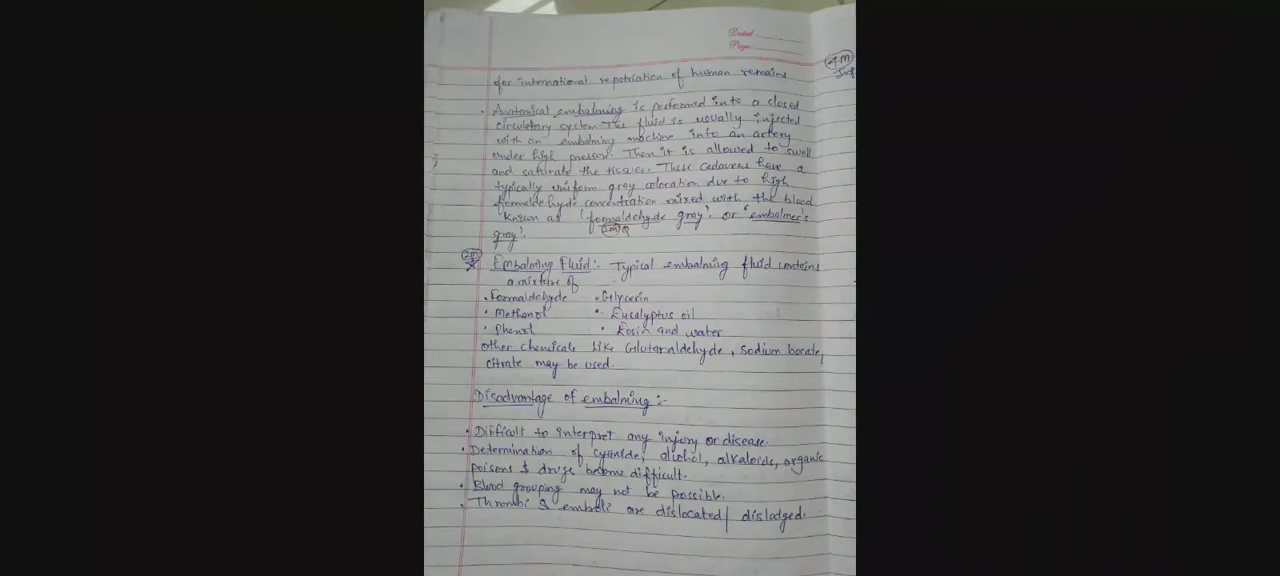 Dated
Page
4M
for international repatriation of human remains
• Anatomical embalming is performed into a closed
circulatory system. The fluid is usually injected
with an embalming machine into an artery
under high pressure. Then it is allowed to swell
and saturate the tissues. These Cadavers have a
typically uniform grey coloration due to high
formaldehyde concentration mixed with the blood
known as 'formaldehyde gray'. or 'embalmer's
gray'.
2M
Embalming Fluid:- Typical embalming fluid contains
a mixture of
• Formaldehyde • Glycerin
• Methanol • Eucalyptus oil
• Phenol • Eosin and water
other chemicals like Glutaraldehyde, sodium borate,
citrate may be used.
Disadvantage of embalming :-
• Difficult to interpret any injury or disease.
• Determination of cyanide, alcohol, alkaloids, organic
poisons & drugs become difficult.
• Blood grouping may not be possible.
• Thrombi & emboli are dislocated/ dislodged.